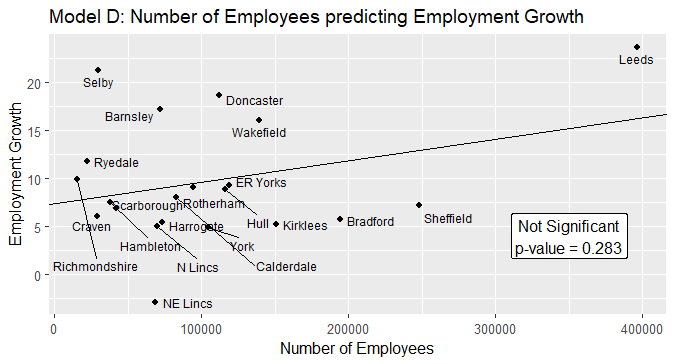 Model D: Number of Employees predicting Employment Growth
Employment Growth
20
15
10
5
0
Leeds
Selby
Doncaster
Barnsley
Wakefield
Ryedale
ER Yorks
Scarborough
Rotherham
Craven
Harrogate
Hull
Kirklees
Bradford
Sheffield
Hambleton
York
Richmondshire
N Lincs
Calderdale
NE Lincs
Not Significant
p-value = 0.283
0
100000
200000
300000
400000
Number of Employees